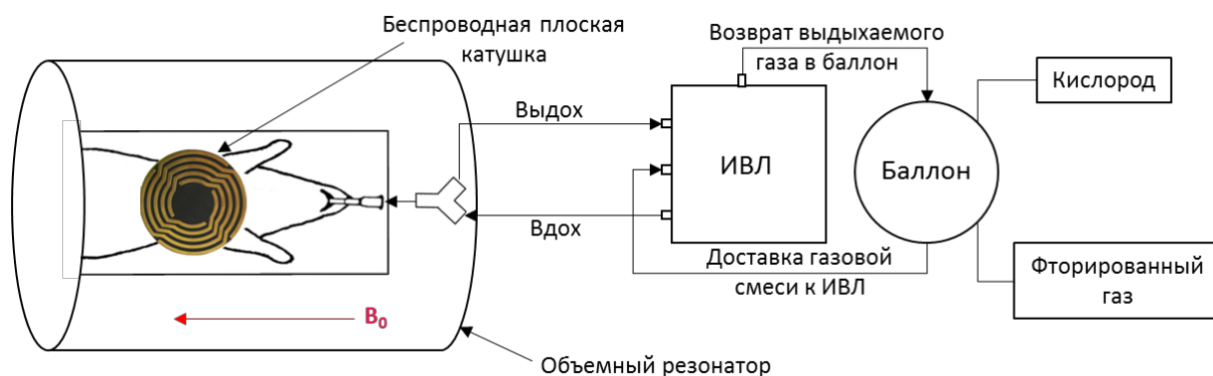 Беспроводная плоская
катушка
Возврат выдыхаемого
газа в баллон
Кислород
Выдох
ИВЛ
Баллон
Вдох
Доставка газовой
смеси к ИВЛ
Фторированный
газ
B₀
Объемный резонатор